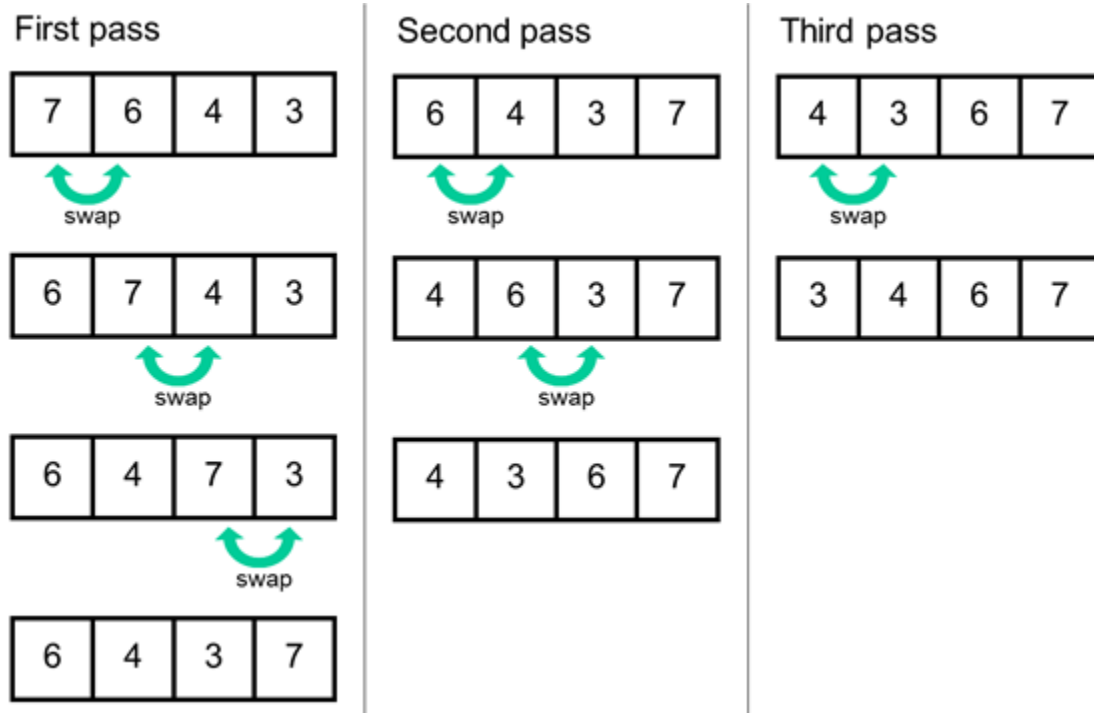 First pass
7 6 4 3
swap
6 7 4 3
swap
6 4 7 3
swap
6 4 3 7
Second pass
6 4 3 7
swap
4 6 3 7
swap
4 3 6 7
Third pass
4 3 6 7
swap
3 4 6 7